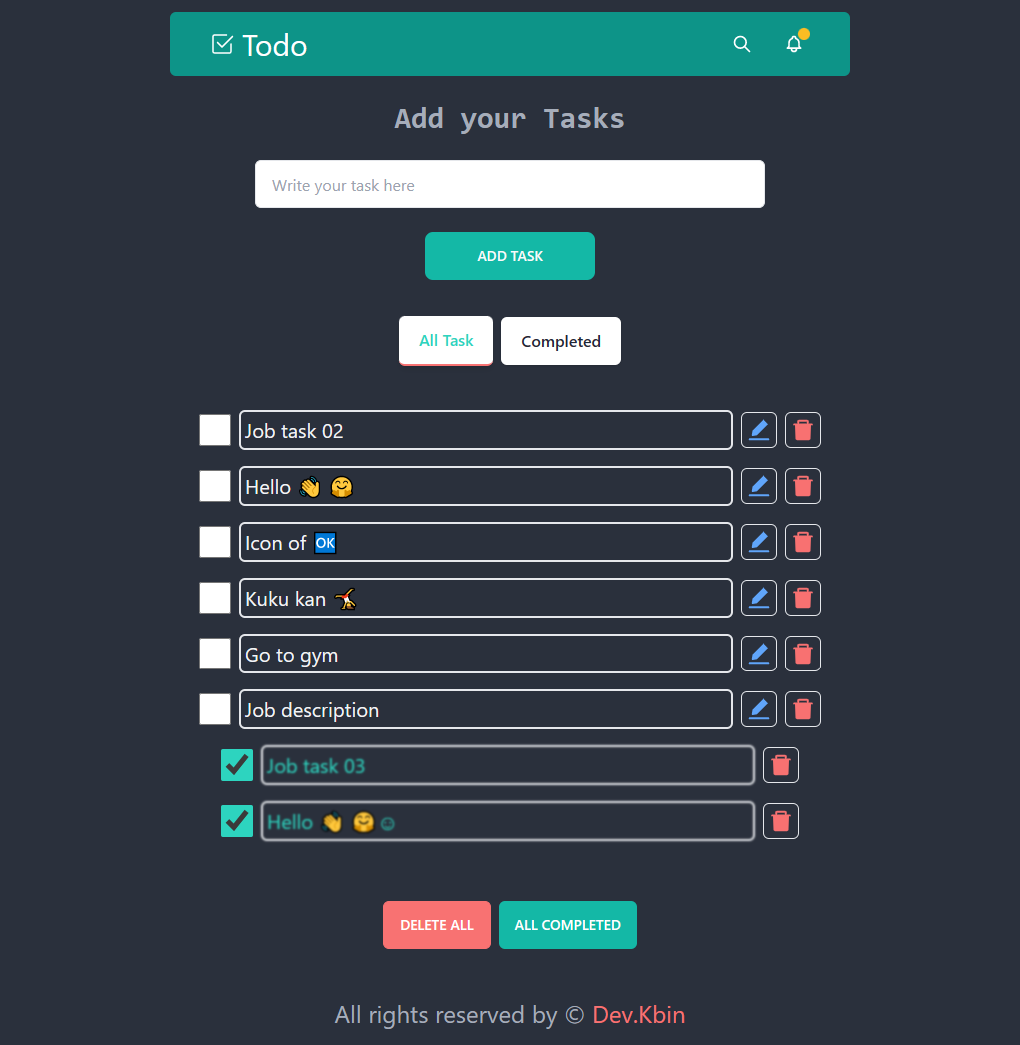 Todo
Add your Tasks
Write your task here
ADD TASK
All Task Completed
Job task 02
Hello 👋 🤗
Icon of 🆗
Kuku kan 🤸
Go to gym
Job description
Job task 03
Hello 👋 🤗☺
DELETE ALL ALL COMPLETED
All rights reserved by © Dev.Kbin